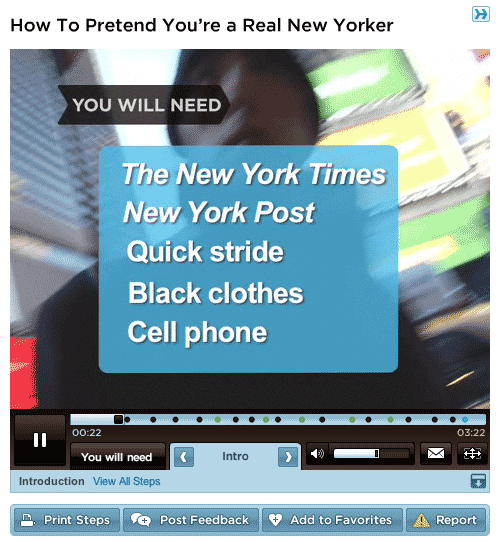 How To Pretend You're a Real New Yorker
YOU WILL NEED
The New York Times
New York Post
Quick stride
Black clothes
Cell phone
00:22
03:22
You will need
Intro
Introduction View All Steps
Print Steps
Post Feedback
Add to Favorites
Report